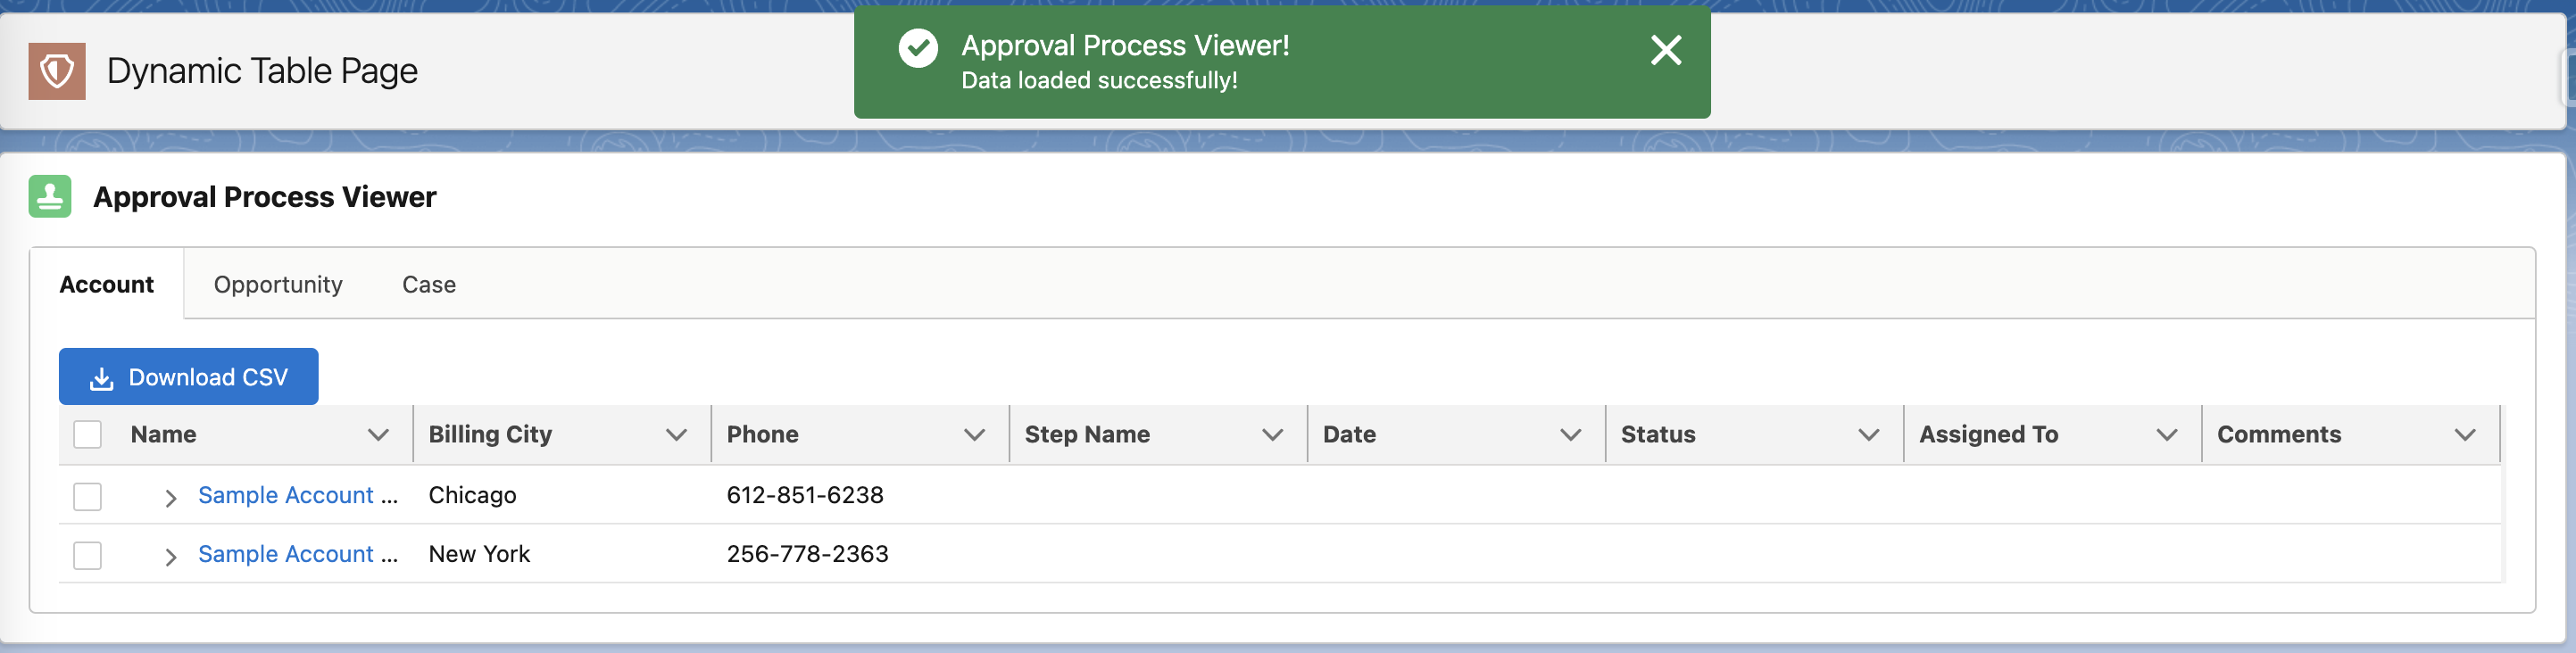 Approval Process Viewer!
Data loaded successfully!
Dynamic Table Page
Approval Process Viewer
Account Opportunity Case
Download CSV
Name Billing City Phone Step Name Date Status Assigned To Comments
Sample Account ... Chicago 612-851-6238
Sample Account ... New York 256-778-2363